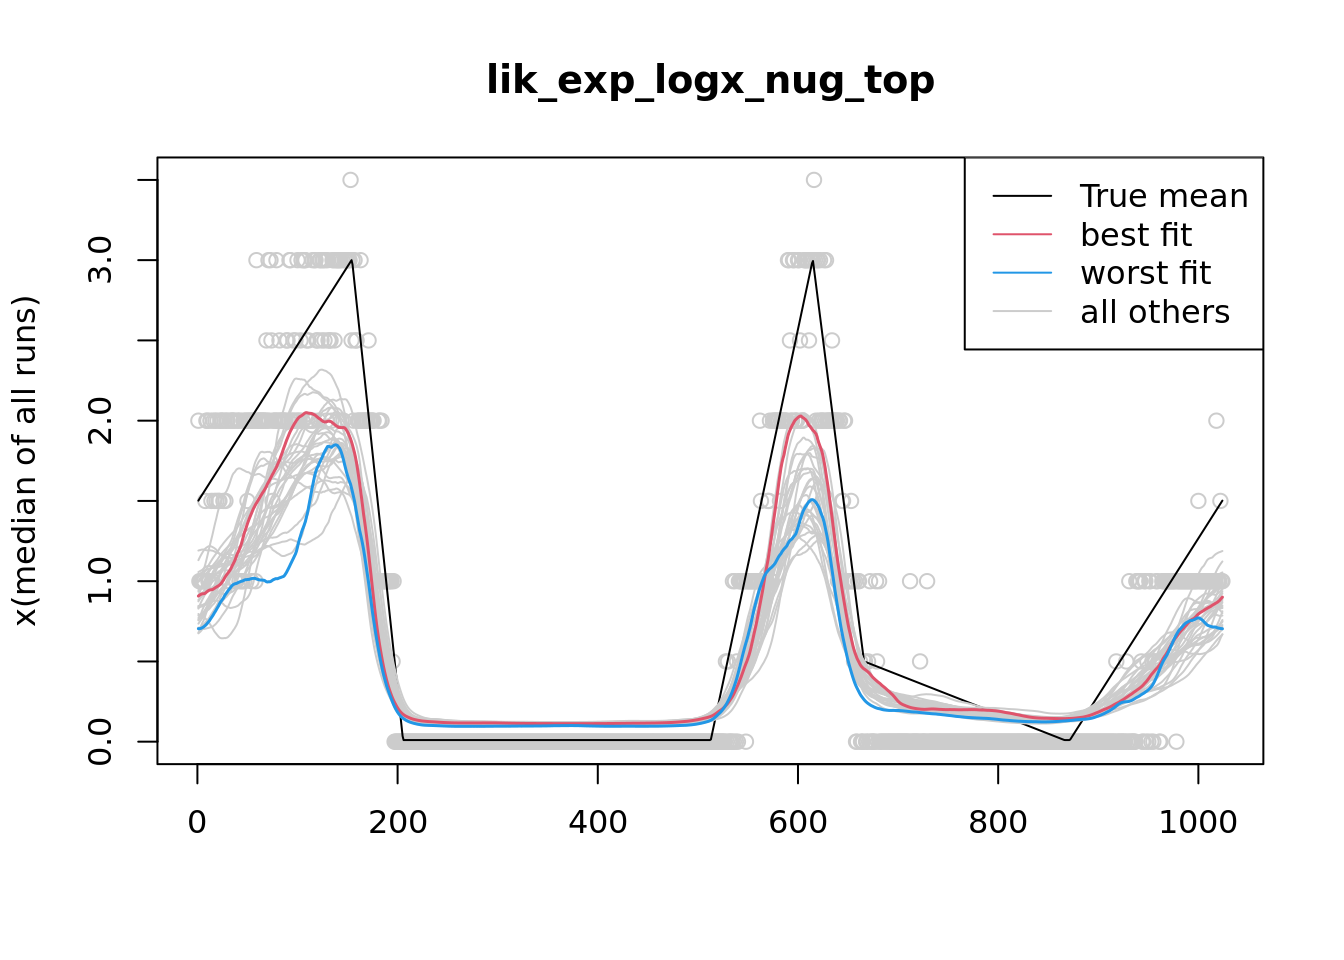 lik_exp_logx_nug_top
True mean
best fit
worst fit
all others
x(median of all runs)
3.0
2.0
1.0
0.0
0 200 400 600 800 1000